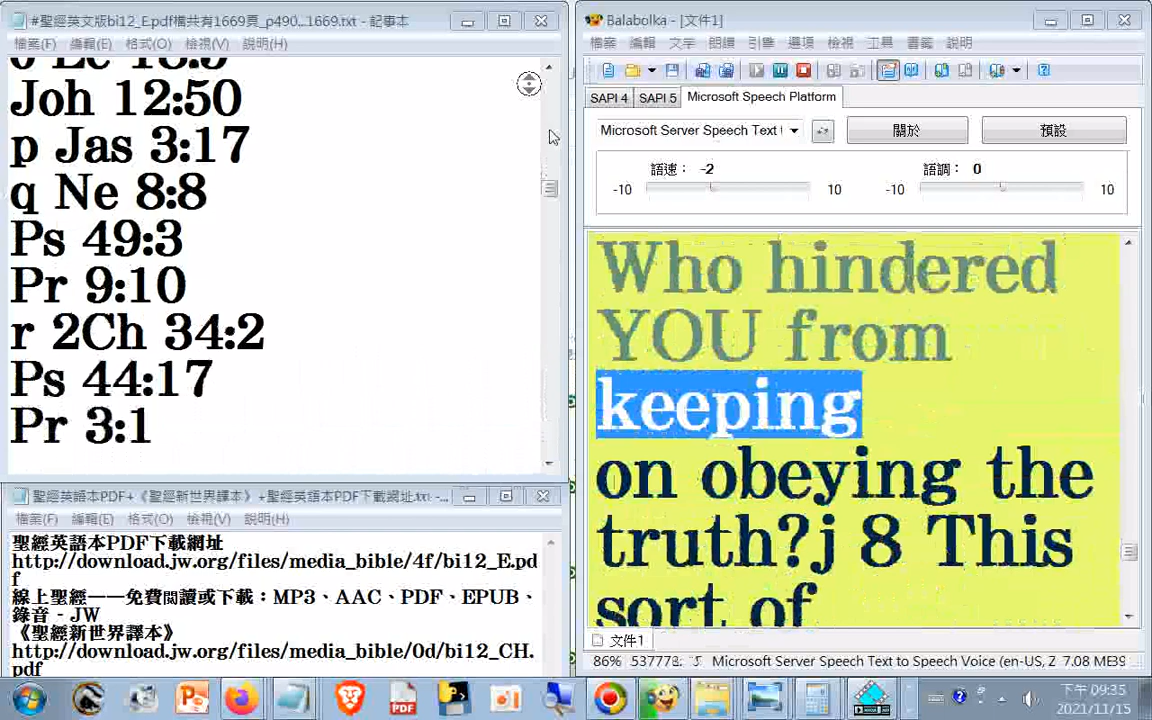 #聖經英文版bi12_E.pdf檔共有1669頁_p490...1669.txt - 記事本
檔案(F) 編輯(E) 格式(O) 檢視(V) 說明(H)
Joh 12:50
p Jas 3:17
q Ne 8:8
Ps 49:3
Pr 9:10
r 2Ch 34:2
Ps 44:17
Pr 3:1
聖經英語本PDF+《聖經新世界譯本》+聖經英語本PDF下載網址.txt -...
檔案(F) 編輯(E) 格式(O) 檢視(V) 說明(H)
聖經英語本PDF下載網址
http://download.jw.org/files/media_bible/4f/bi12_E.pd
f
線上聖經——免費閱讀或下載：MP3、AAC、PDF、EPUB、
錄音 - JW
《聖經新世界譯本》
http://download.jw.org/files/media_bible/0d/bi12_CH.
pdf
Balabolka - [文件1]
檔案 編輯 文字 朗讀 引擎 選項 檢視 工具 書籤 說明
SAPI 4 SAPI 5 Microsoft Speech Platform
Microsoft Server Speech Text 關於 預設
語速： -2 語調： 0
-10 10 -10 10
Who hindered
YOU from
keeping
on obeying the
truth?j 8 This
sort of
文件1
86% Microsoft Server Speech Text to Speech Voice (en-US, Z 7.08 MB
PDF
下午 09:35
2021/11/15